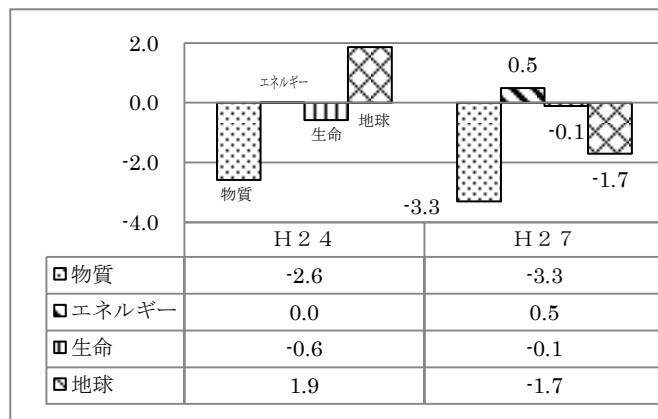 2.0
0.0
-2.0
-4.0
エネルギー
物質
生命
地球
0.5
-0.1
-1.7
-3.3
Ｈ２４ Ｈ２７
物質 -2.6 -3.3
エネルギー 0.0 0.5
生命 -0.6 -0.1
地球 1.9 -1.7